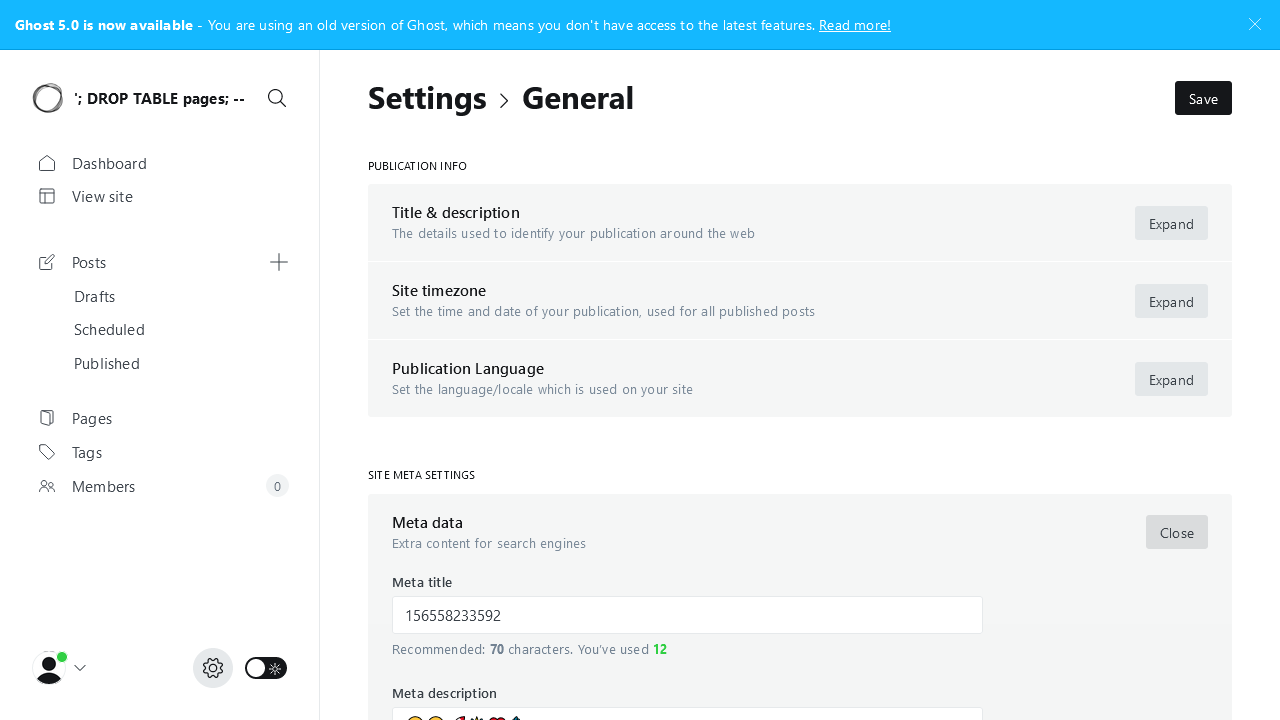 Ghost 5.0 is now available - You are using an old version of Ghost, which means you don't have access to the latest features. Read more!
'; DROP TABLE pages; --
Dashboard
View site
Posts
Drafts
Scheduled
Published
Pages
Tags
Members
0
Settings > General
Save
PUBLICATION INFO
Title & description
The details used to identify your publication around the web
Expand
Site timezone
Set the time and date of your publication, used for all published posts
Expand
Publication Language
Set the language/locale which is used on your site
Expand
SITE META SETTINGS
Meta data
Extra content for search engines
Close
Meta title
156558233592
Recommended: 70 characters. You've used 12
Meta description